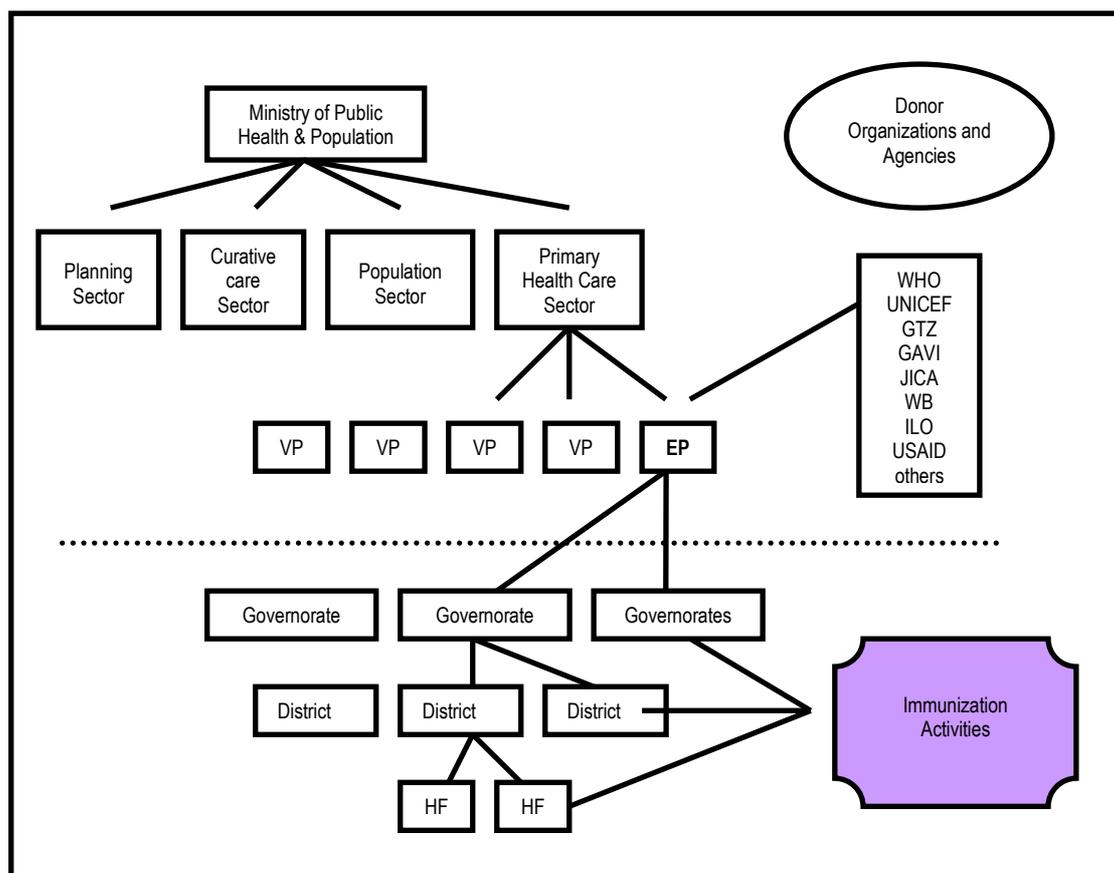 Ministry of Public
Health & Population
Donor
Organizations and
Agencies
Planning
Sector
Curative
care
Sector
Population
Sector
Primary
Health Care
Sector
WHO
UNICEF
GTZ
GAVI
JICA
WB
ILO
USAID
others
VP
VP
VP
VP
EP
Governorate
Governorate
Governorates
District
District
District
Immunization
Activities
HF
HF